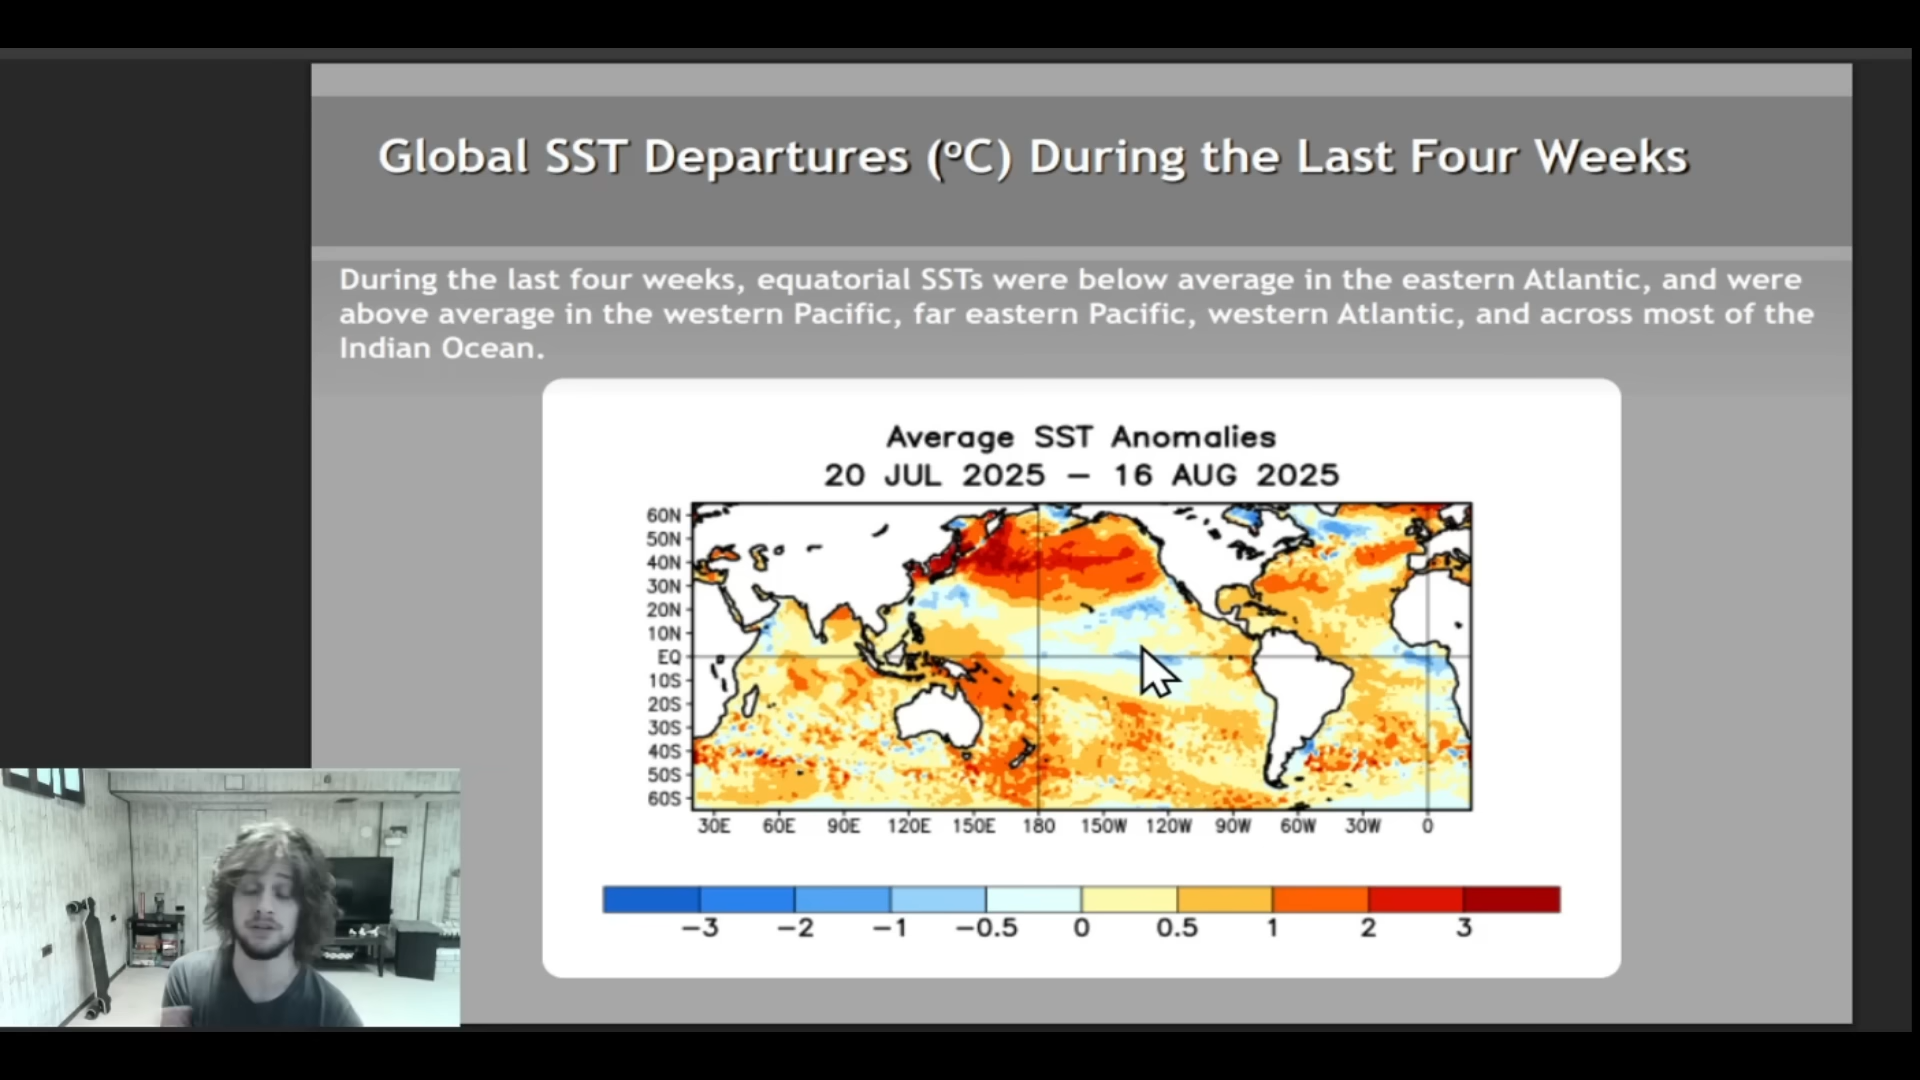 Global SST Departures (ºC) During the Last Four Weeks
During the last four weeks, equatorial SSTs were below average in the eastern Atlantic, and were
above average in the western Pacific, far eastern Pacific, western Atlantic, and across most of the
Indian Ocean.
Average SST Anomalies
20 JUL 2025 – 16 AUG 2025
60N
50N
40N
30N
20N
10N
EQ
10S
20S
30S
40S
50S
60S
30E 60E 90E 120E 150E 180 150W 120W 90W 60W 30W 0
−3 −2 −1 −0.5 0 0.5 1 2 3